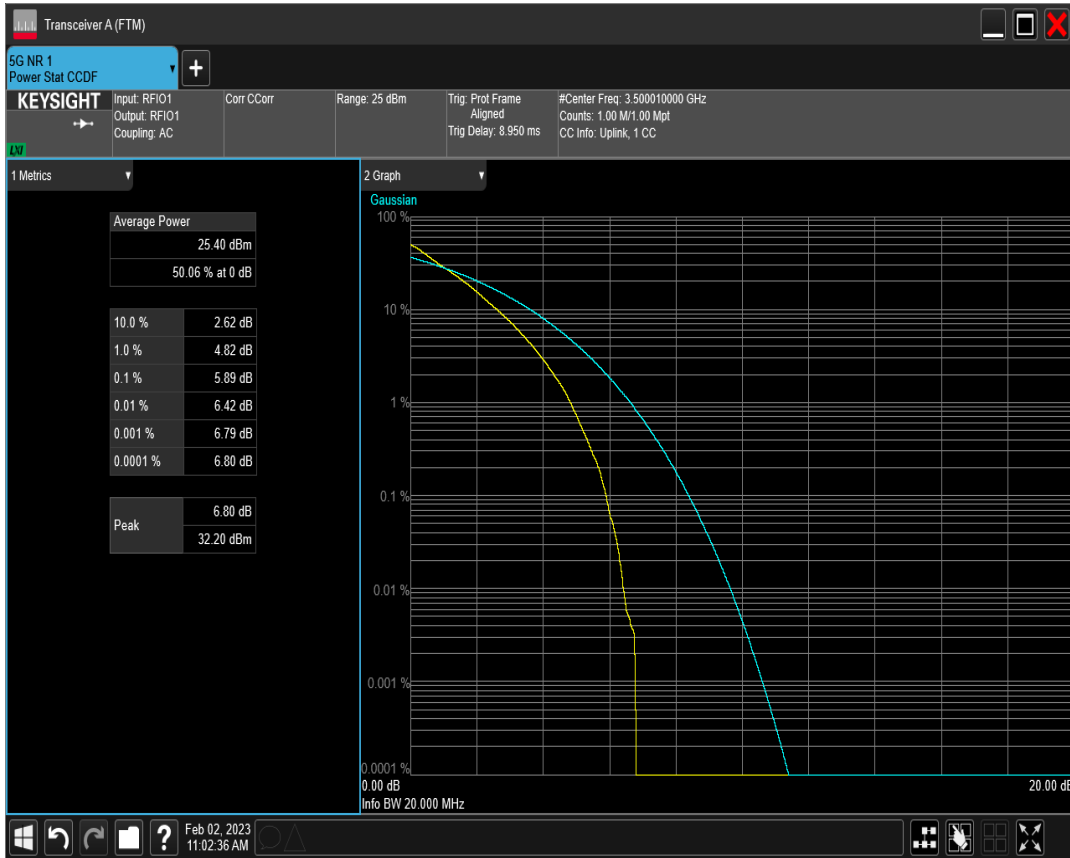 Transceiver A (FTM)
5G NR 1
Power Stat CCDF
+
KEYSIGHT
LXI
Input: RFIO1
Output: RFIO1
Coupling: AC
Corr CCorr
Range: 25 dBm
Trig: Prot Frame
Aligned
Trig Delay: 8.950 ms
#Center Freq: 3.500010000 GHz
Counts: 1.00 M/1.00 Mpt
CC Info: Uplink, 1 CC
1 Metrics
Average Power
25.40 dBm
50.06 % at 0 dB
10.0 % 2.62 dB
1.0 % 4.82 dB
0.1 % 5.89 dB
0.01 % 6.42 dB
0.001 % 6.79 dB
0.0001 % 6.80 dB
Peak
6.80 dB
32.20 dBm
2 Graph
Gaussian
100 %
10 %
1 %
0.1 %
0.01 %
0.001 %
0.0001 %
0.00 dB 20.00 dB
Info BW 20.000 MHz
?
Feb 02, 2023
11:02:36 AM